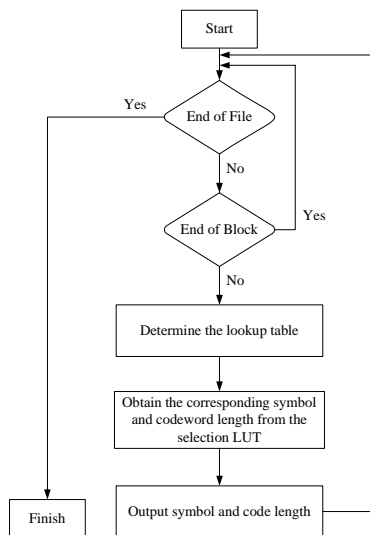 Start
Yes
End of File
No
End of Block
Yes
No
Determine the lookup table
Obtain the corresponding symbol
and codeword length from the
selection LUT
Output symbol and code length
Finish